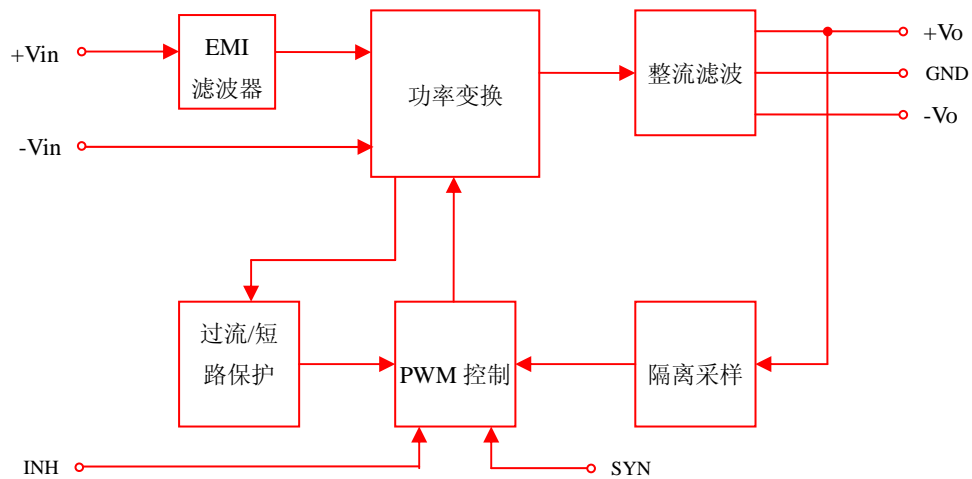 +Vin
EMI
滤波器
功率变换
整流滤波
+Vo
GND
-Vo
-Vin
过流/短
路保护
PWM 控制
隔离采样
INH
SYN